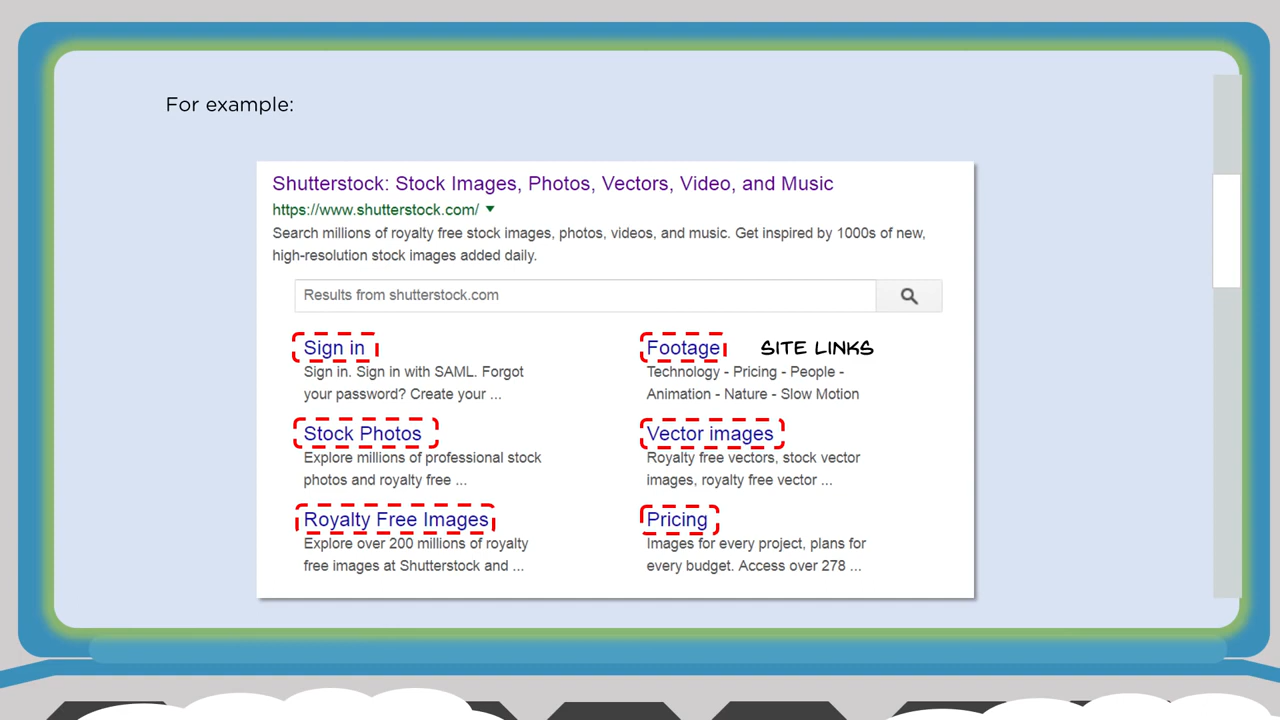 For example:
Shutterstock: Stock Images, Photos, Vectors, Video, and Music
https://www.shutterstock.com/
Search millions of royalty free stock images, photos, videos, and music. Get inspired by 1000s of new,
high-resolution stock images added daily.
Results from shutterstock.com
Sign in
Sign in. Sign in with SAML. Forgot
your password? Create your ...
Footage
SITE LINKS
Technology - Pricing - People -
Animation - Nature - Slow Motion
Stock Photos
Explore millions of professional stock
photos and royalty free ...
Vector images
Royalty free vectors, stock vector
images, royalty free vector ...
Royalty Free Images
Explore over 200 millions of royalty
free images at Shutterstock and ...
Pricing
Images for every project, plans for
every budget. Access over 278 ...